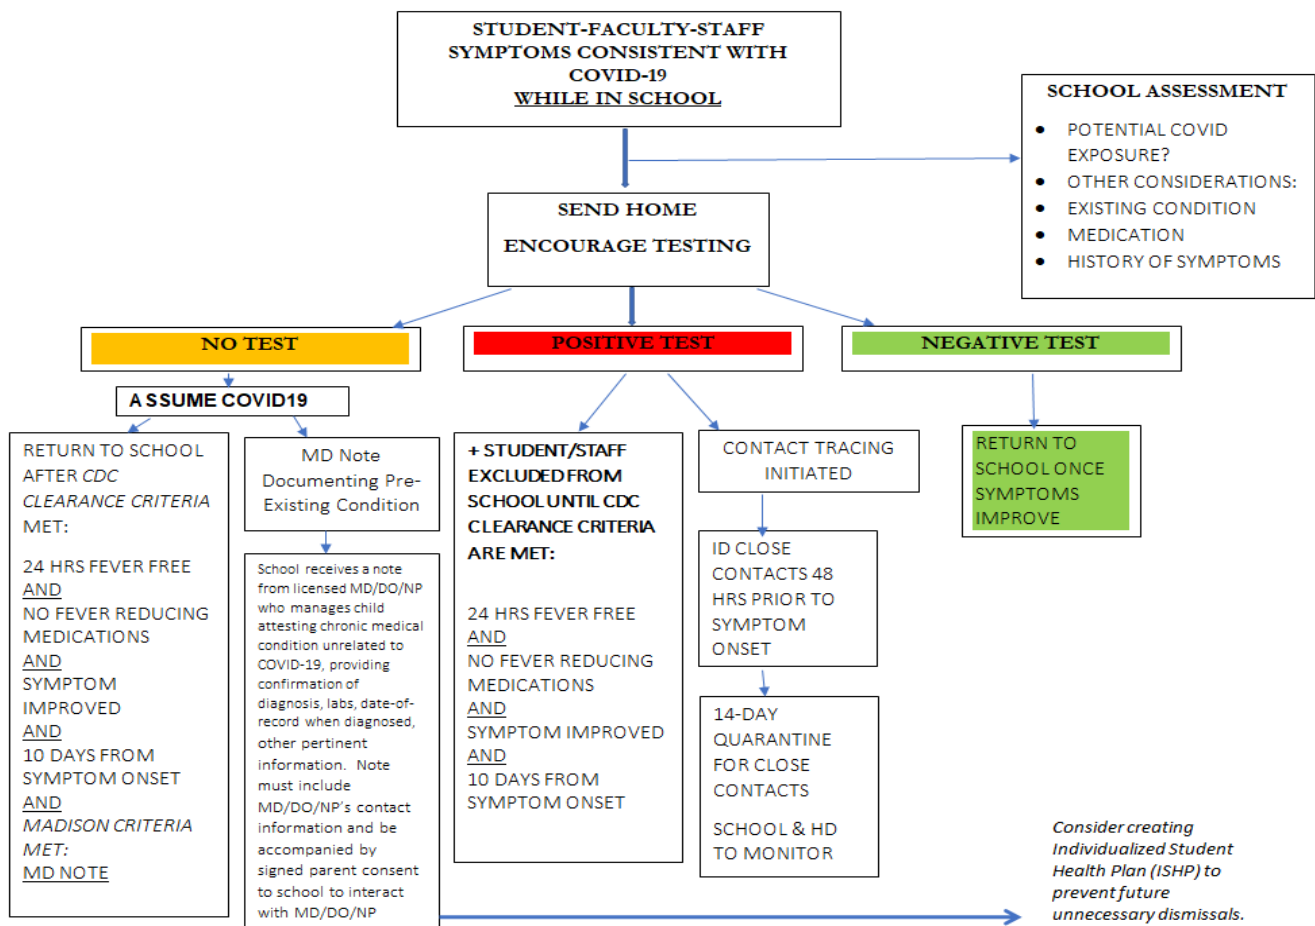 STUDENT-FACULTY-STAFF
SYMPTOMS CONSISTENT WITH
COVID-19
WHILE IN SCHOOL
SCHOOL ASSESSMENT
● POTENTIAL COVID
EXPOSURE?
● OTHER CONSIDERATIONS:
● EXISTING CONDITION
● MEDICATION
● HISTORY OF SYMPTOMS
SEND HOME
ENCOURAGE TESTING
NO TEST
POSITIVE TEST
NEGATIVE TEST
ASSUME COVID19
RETURN TO SCHOOL
AFTER CDC
CLEARANCE CRITERIA
MET:
24 HRS FEVER FREE
AND
NO FEVER REDUCING
MEDICATIONS
AND
SYMPTOM
IMPROVED
AND
10 DAYS FROM
SYMPTOM ONSET
AND
MADISON CRITERIA
MET:
MD NOTE
MD Note
Documenting Pre-
Existing Condition
School receives a note
from licensed MD/DO/NP
who manages child
attesting chronic medical
condition unrelated to
COVID-19, providing
confirmation of
diagnosis, labs, date-of-
record when diagnosed,
other pertinent
information. Note
must include
MD/DO/NP's contact
information and be
accompanied by
signed parent consent
to school to interact
with MD/DO/NP
+ STUDENT/STAFF
EXCLUDED FROM
SCHOOL UNTIL CDC
CLEARANCE CRITERIA
ARE MET:
24 HRS FEVER FREE
AND
NO FEVER REDUCING
MEDICATIONS
AND
SYMPTOM IMPROVED
AND
10 DAYS FROM
SYMPTOM ONSET
CONTACT TRACING
INITIATED
ID CLOSE
CONTACTS 48
HRS PRIOR TO
SYMPTOM
ONSET
14-DAY
QUARANTINE
FOR CLOSE
CONTACTS
SCHOOL & HD
TO MONITOR
RETURN TO
SCHOOL ONCE
SYMPTOMS
IMPROVE
Consider creating
Individualized Student
Health Plan (ISHP) to
prevent future
unnecessary dismissals.